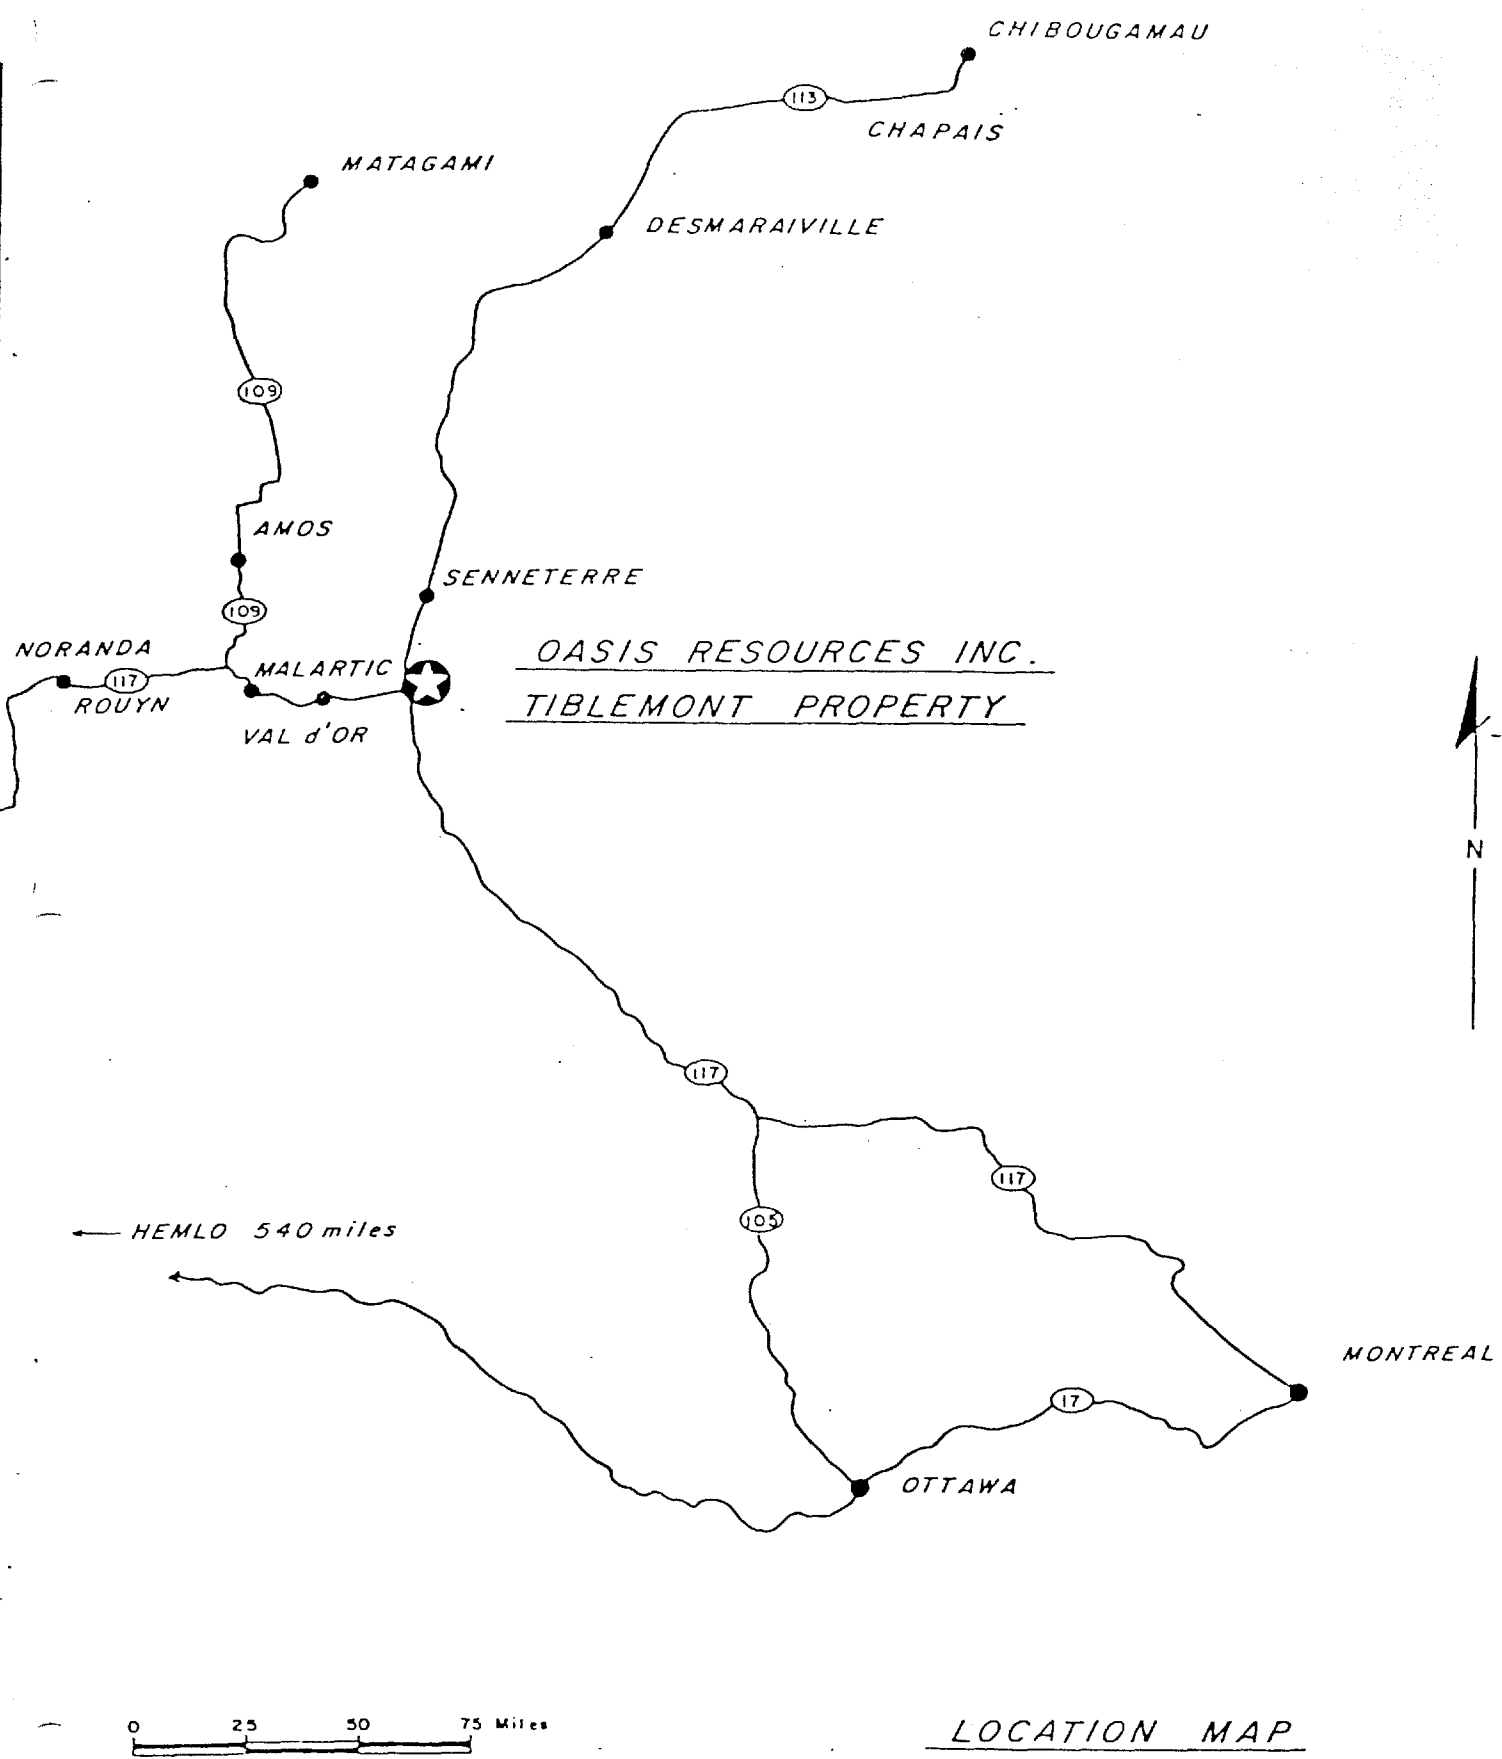 CHIBOUGAMAU
113
CHAPAIS
MATAGAMI
DESMARAIVILLE
109
AMOS
SENNETERRE
109
NORANDA
OASIS RESOURCES INC.
MALARTIC
117
ROUYN
TIBLEMONT PROPERTY
VAL d'OR
N
117
117
105
HEMLO 540 miles
MONTREAL
17
OTTAWA
0 25 50 75 Miles
LOCATION MAP